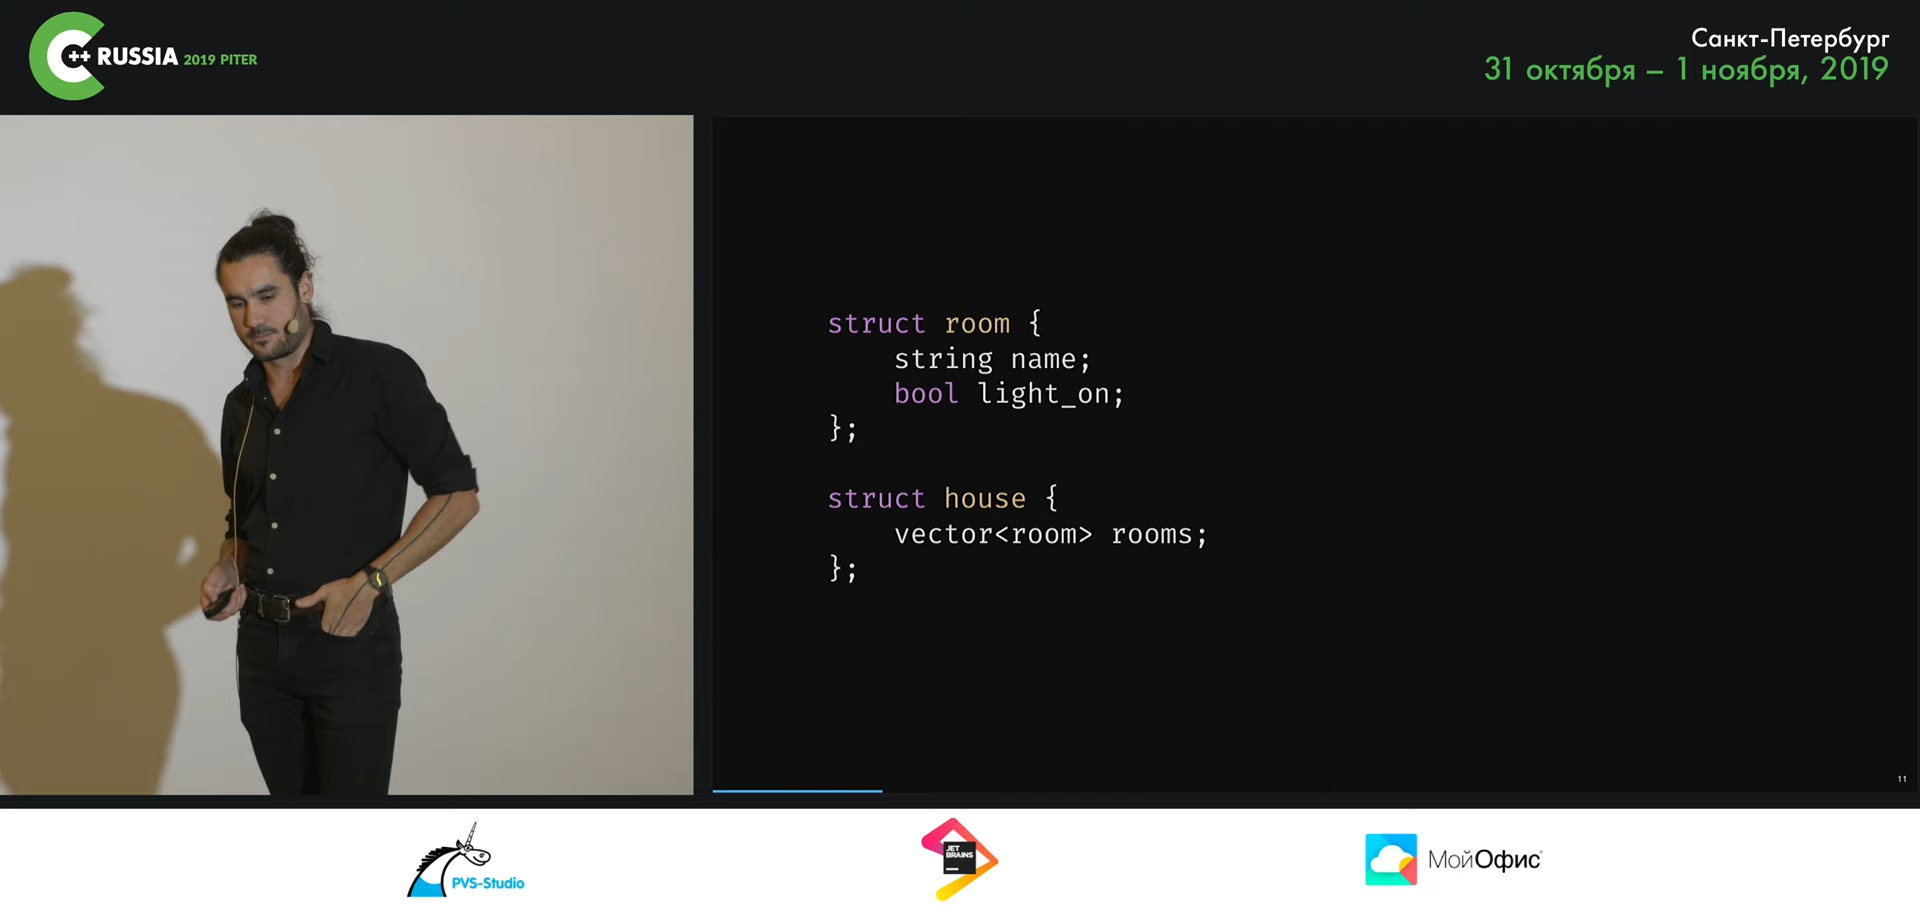 C++ RUSSIA 2019 PITER
Санкт-Петербург
31 октября – 1 ноября, 2019
struct room {
string name;
bool light_on;
};
struct house {
vector<room> rooms;
};
11
PVS-Studio
JET
BRAINS
МойОфис